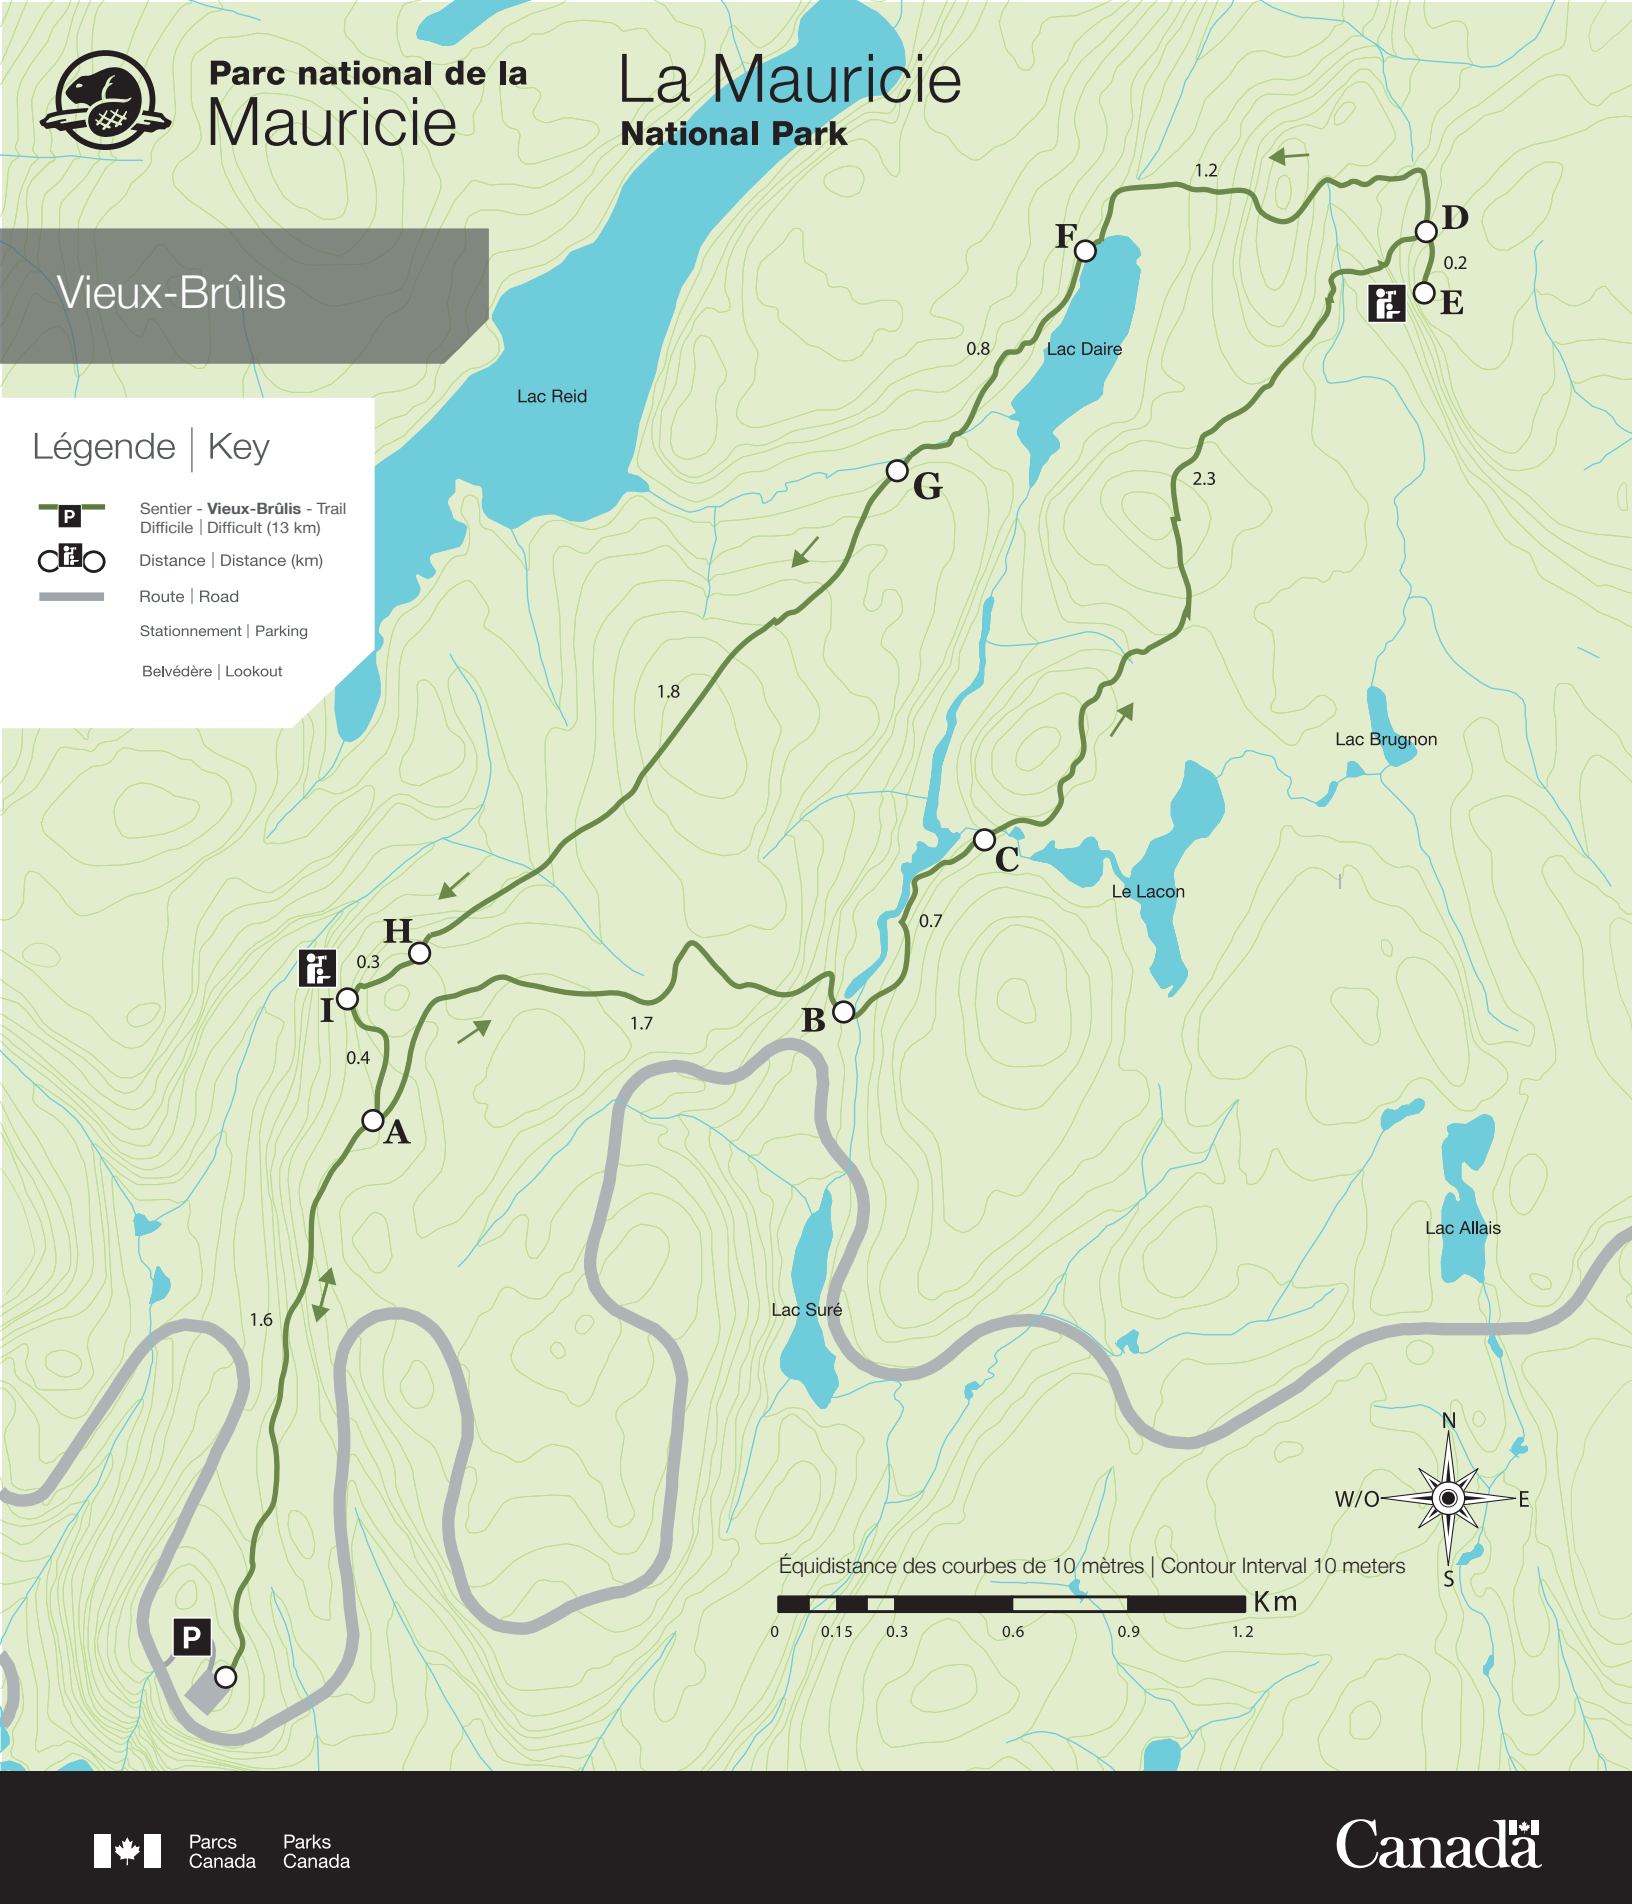 Parc national de la
Mauricie
La Mauricie
National Park
Vieux-Brûlis
Légende | Key
P
Sentier - Vieux-Brûlis - Trail
Difficile | Difficult (13 km)
Distance | Distance (km)
Route | Road
Stationnement | Parking
Belvédère | Lookout
1.2
D
F
0.2
E
Lac Daire
0.8
Lac Reid
2.3
G
1.8
Lac Brugnon
C
Le Lacon
0.7
H
0.3
I
B
1.7
0.4
A
Lac Allais
Lac Suré
1.6
N
W/O
E
S
Équidistance des courbes de 10 mètres | Contour Interval 10 meters
Km
0 0.15 0.3 0.6 0.9 1.2
P
Parcs
Canada
Parks
Canada
Canada